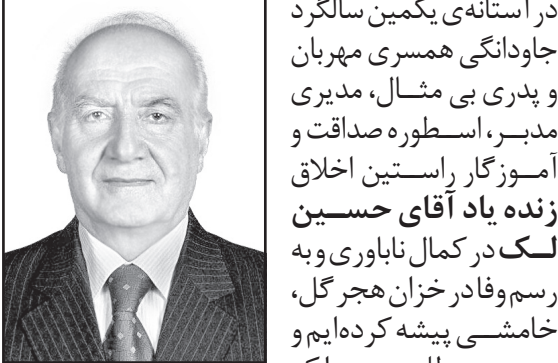 در آستانه‌ی یکمین سالگرد
جاودانگی همسری مهربان
و پدری بی مثـال، مدیری
مدبـر، اسـطوره صداقت و
آمـوزگار راسـتین اخلاق
زنده یاد آقای حسـین
لـک در کمال ناباوری و به
رسم وفا در خزان هجر گل،
خامشـی پیشه کرده‌ایم و